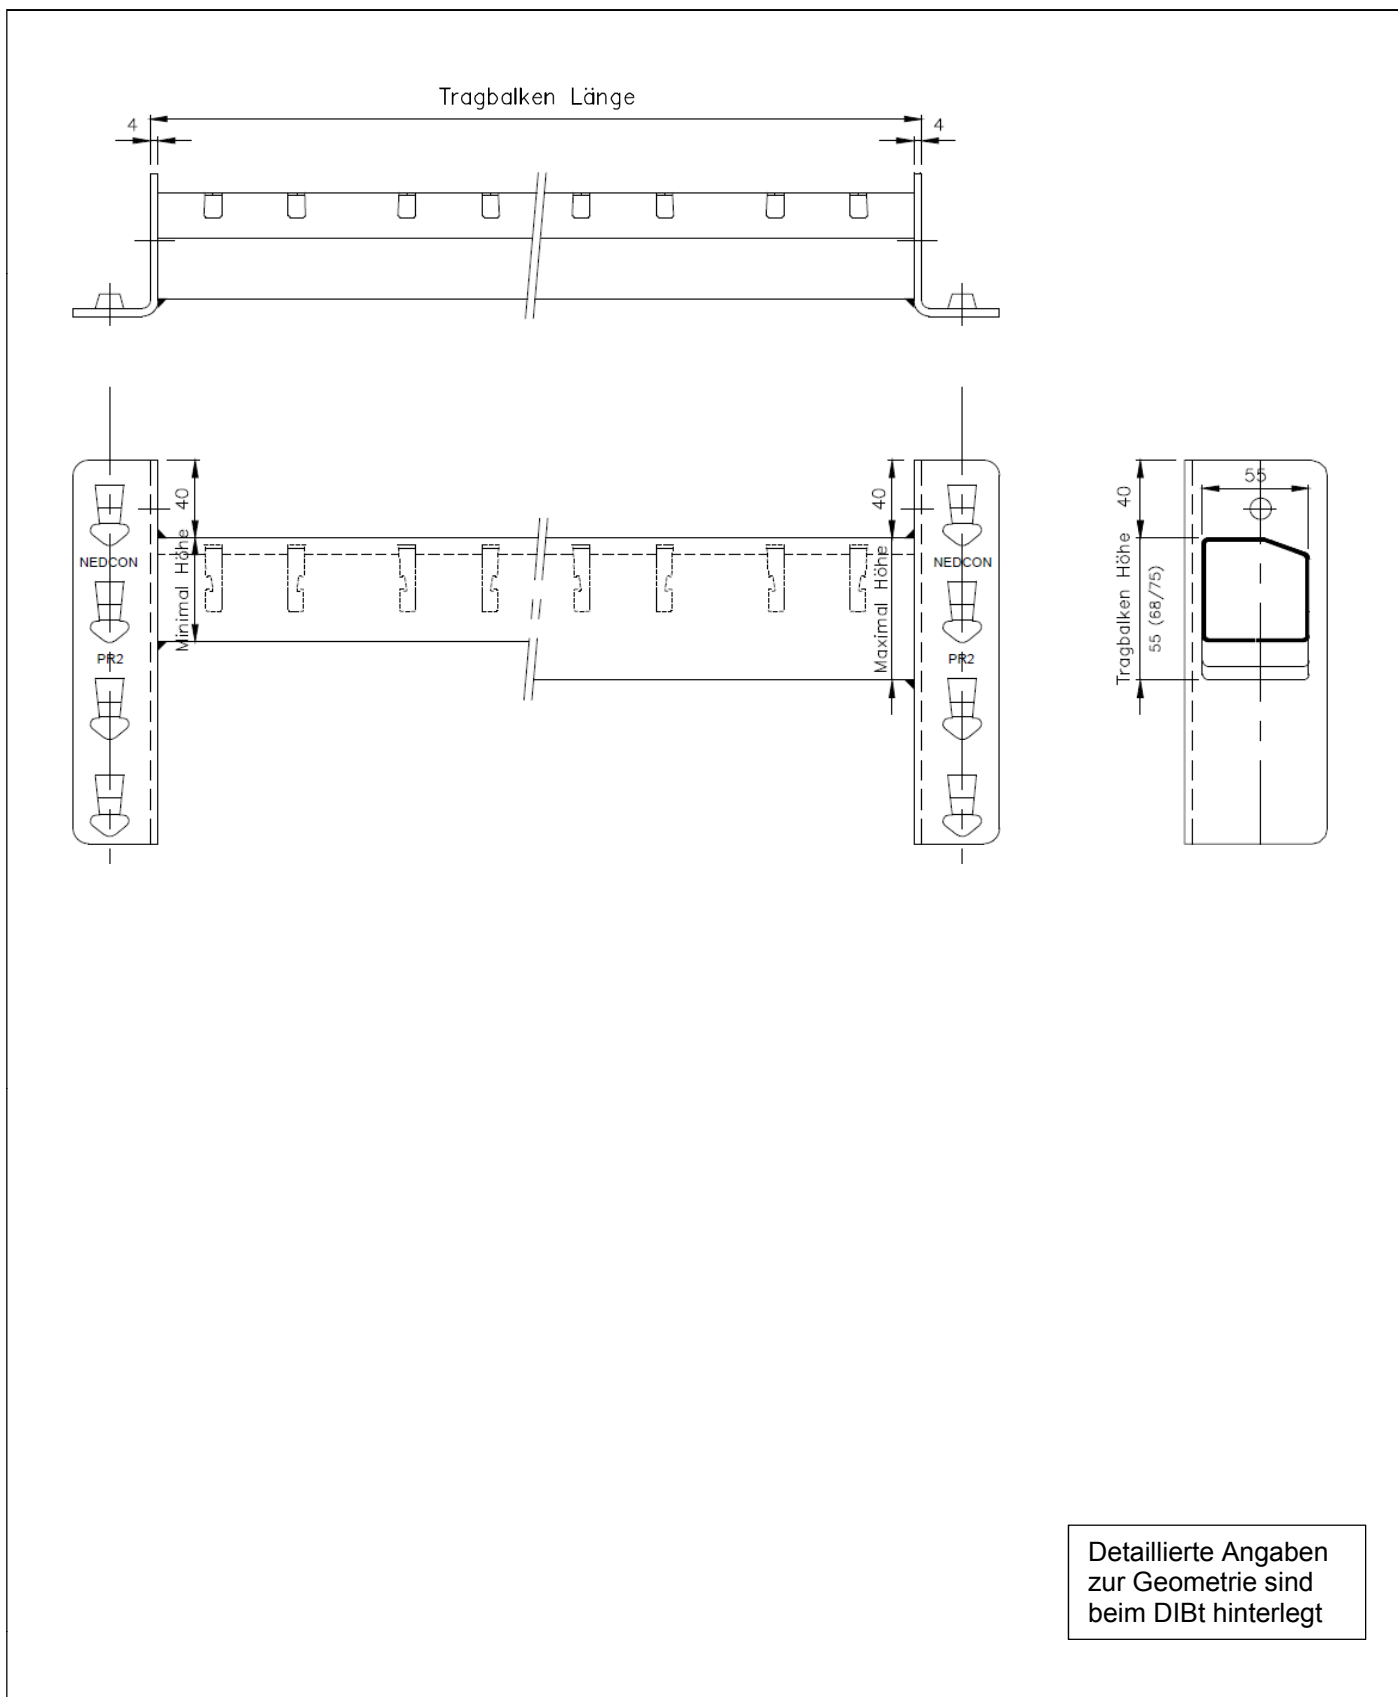 Tragbalken Länge
4
4
40
40
40
55
NEDCON
NEDCON
Minimal Höhe
Maximal Höhe
Tragbalken Höhe
55 (68/75)
PR2
PR2
Detaillierte Angaben
zur Geometrie sind
beim DIBt hinterlegt